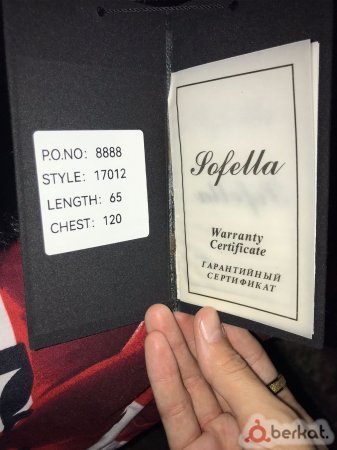 P.O.NO: 8888
STYLE: 17012
LENGTH: 65
CHEST: 120
Sofella
Warranty
Certificate
ГАРАНТИЙНЫЙ
СЕРТИФИКАТ
berkat.